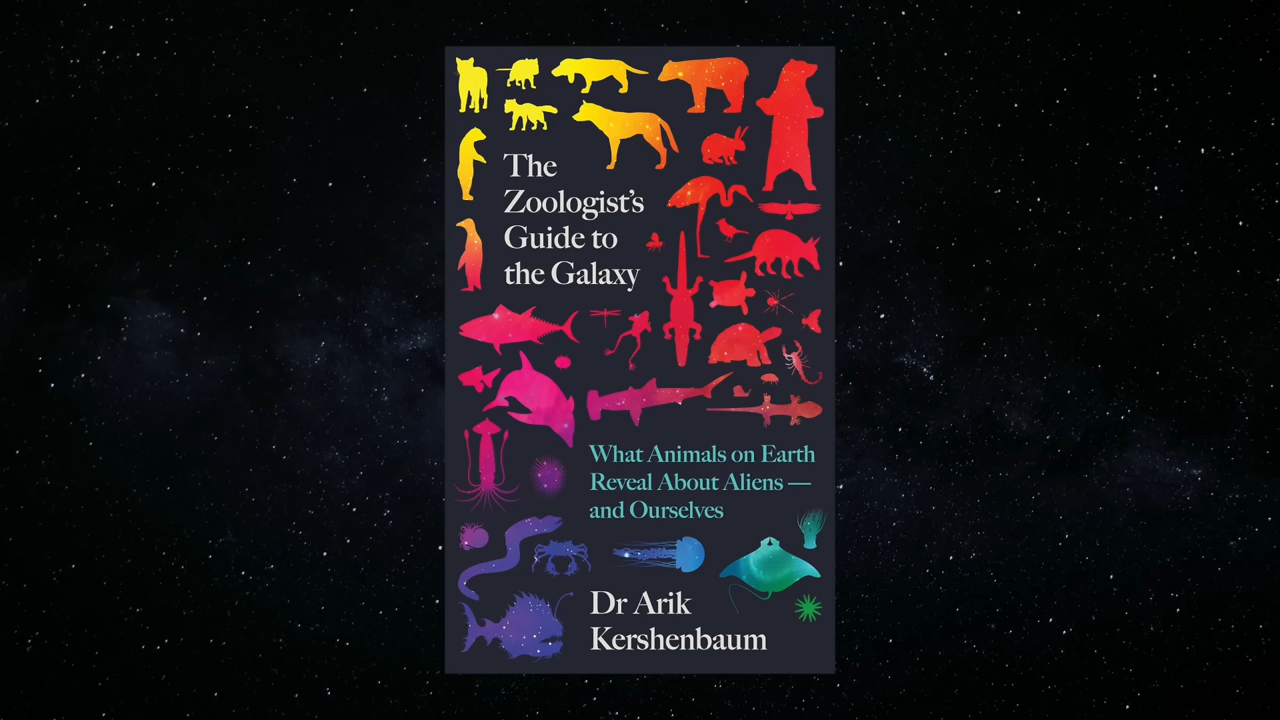 The
Zoologist’s
Guide to
the Galaxy
What Animals on Earth
Reveal About Aliens —
and Ourselves
Dr Arik
Kershenbaum